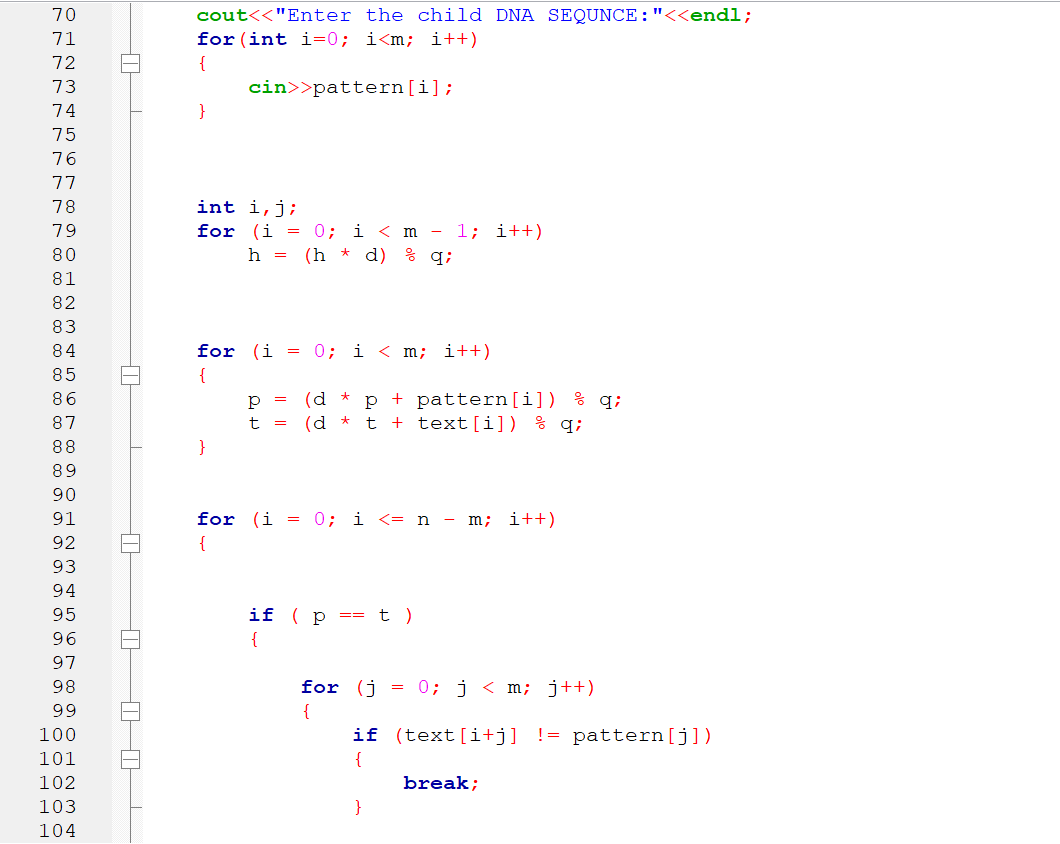 70 cout<<"Enter the child DNA SEQUNCE:"<<endl;
71 for(int i=0; i<m; i++)
72 {
73 cin>>pattern[i];
74 }
75
76
77
78 int i,j;
79 for (i = 0; i < m - 1; i++)
80 h = (h * d) % q;
81
82
83
84 for (i = 0; i < m; i++)
85 {
86 p = (d * p + pattern[i]) % q;
87 t = (d * t + text[i]) % q;
88 }
89
90
91 for (i = 0; i <= n - m; i++)
92 {
93
94
95 if ( p == t )
96 {
97
98 for (j = 0; j < m; j++)
99 {
100 if (text[i+j] != pattern[j])
101 {
102 break;
103 }
104